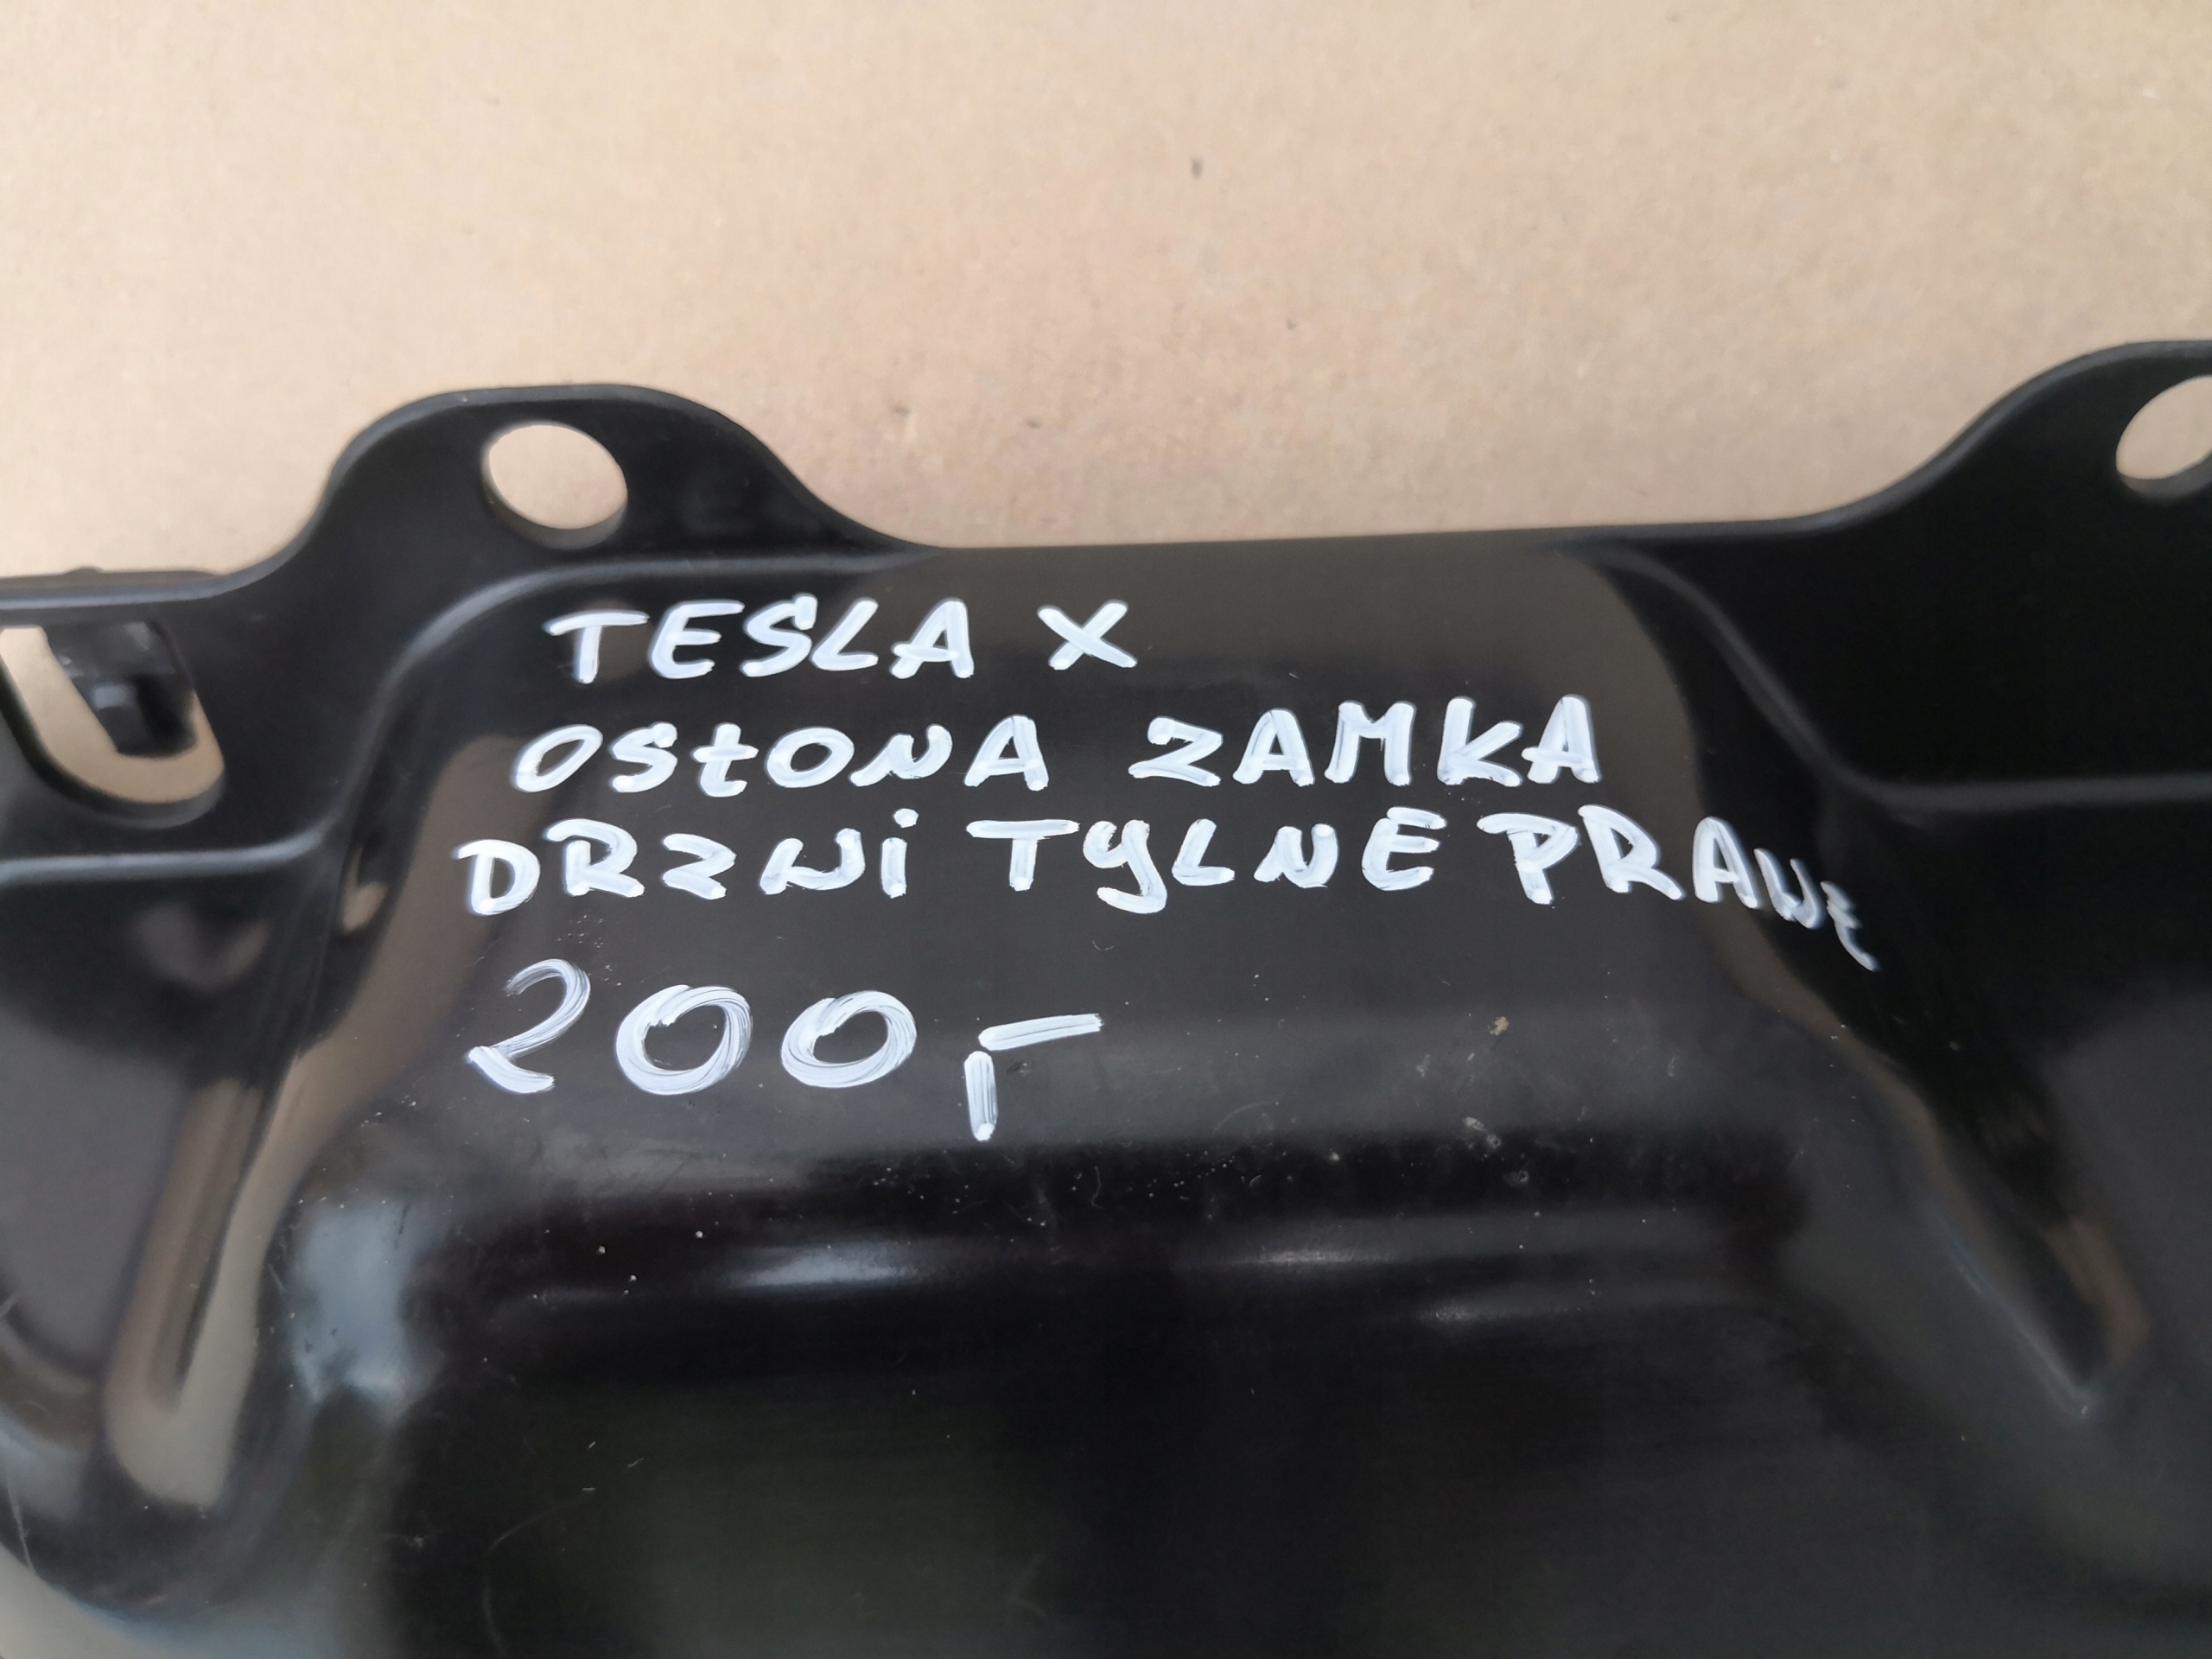 TESLA X
OSŁONA ZAMKA
DRZWI TYLNE PRAWE
200,-